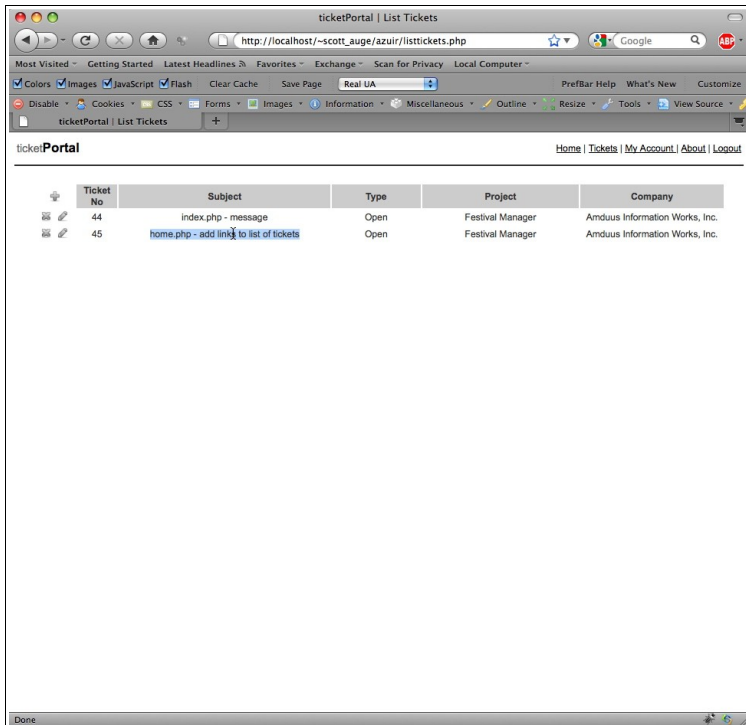 ticketPortal | List Tickets
http://localhost/~scott_auge/azuir/listtickets.php
Google
ABP
Most Visited Getting Started Latest Headlines Favorites Exchange Scan for Privacy Local Computer
Colors Images JavaScript Flash Clear Cache Save Page Real UA PrefBar Help What's New Customize
Disable Cookies CSS Forms Images Information Miscellaneous Outline Resize Tools View Source
ticketPortal | List Tickets +
ticketPortal Home | Tickets | My Account | About | Logout
Ticket No Subject Type Project Company
44 index.php - message Open Festival Manager Amduus Information Works, Inc.
45 home.php - add links to list of tickets Open Festival Manager Amduus Information Works, Inc.
Done